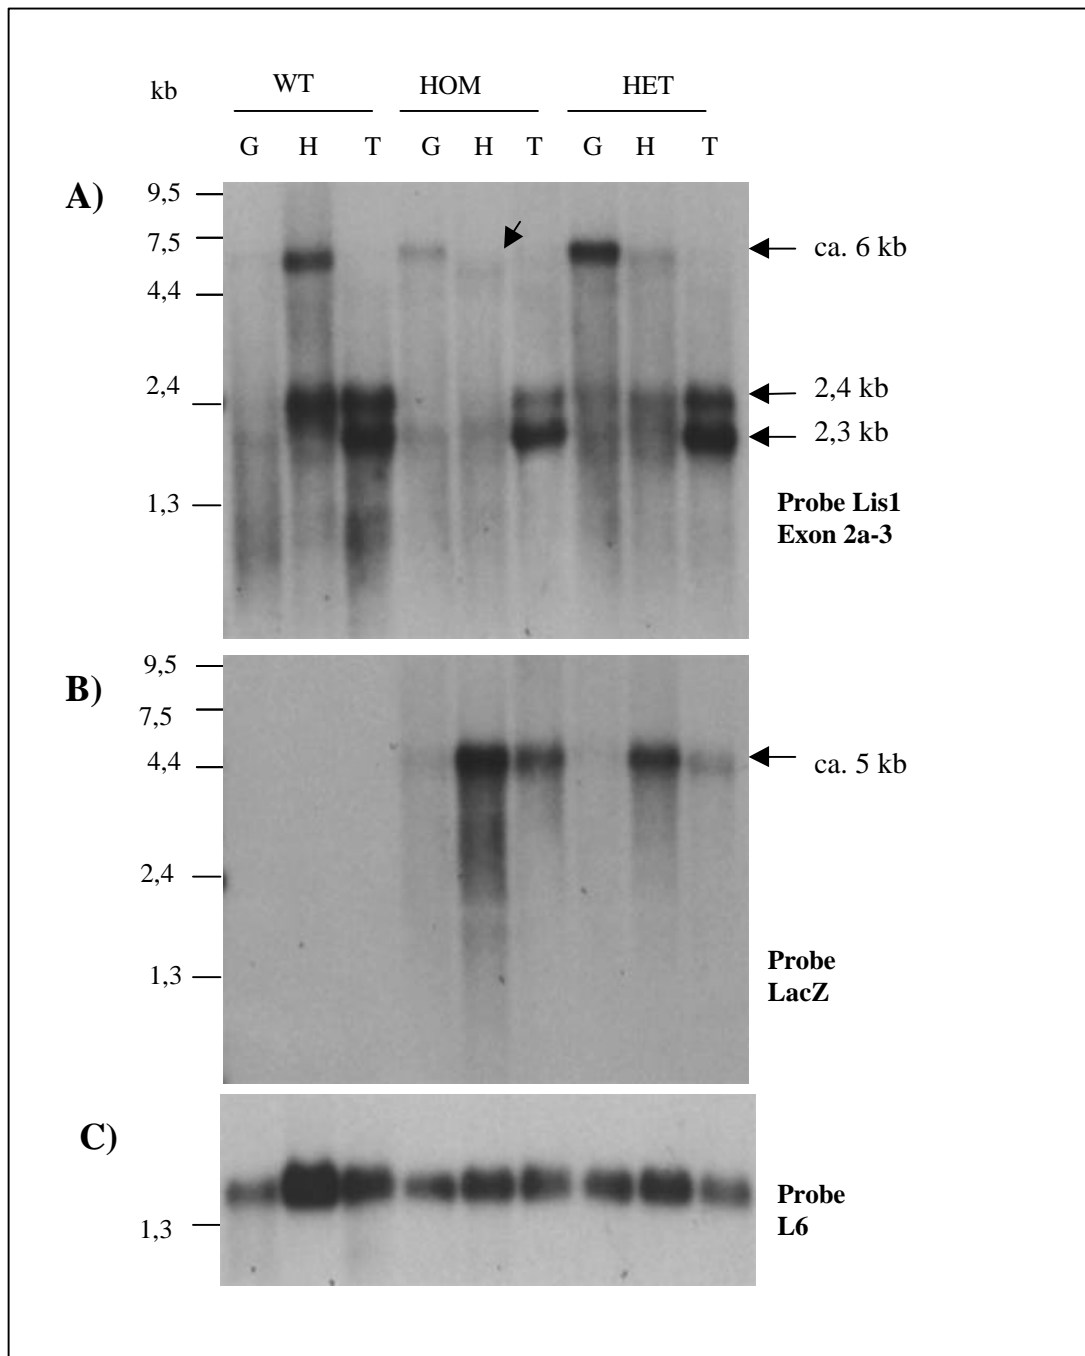 kb WT HOM HET
G H T G H T G H T
A)
9,5
7,5
4,4
2,4
1,3
ca. 6 kb
2,4 kb
2,3 kb
Probe Lis1
Exon 2a-3
B)
9,5
7,5
4,4
2,4
1,3
ca. 5 kb
Probe
LacZ
C)
1,3
Probe
L6